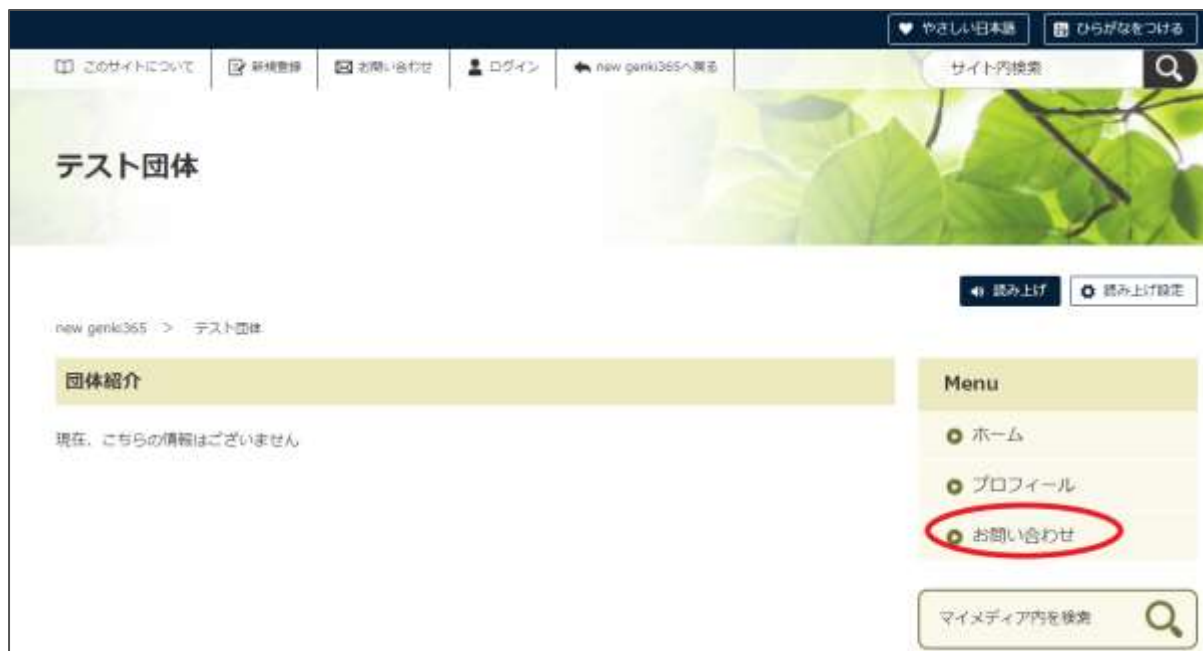 やさしい日本語 ひらがなをつける
このサイトについて 新規登録 お問い合わせ ログイン new genki365へ戻る サイト内検索
テスト団体
読み上げ 読み上げ設定
new genki365 > テスト団体
団体紹介
現在、こちらの情報はございません
Menu
ホーム
プロフィール
お問い合わせ
マイメディア内を検索